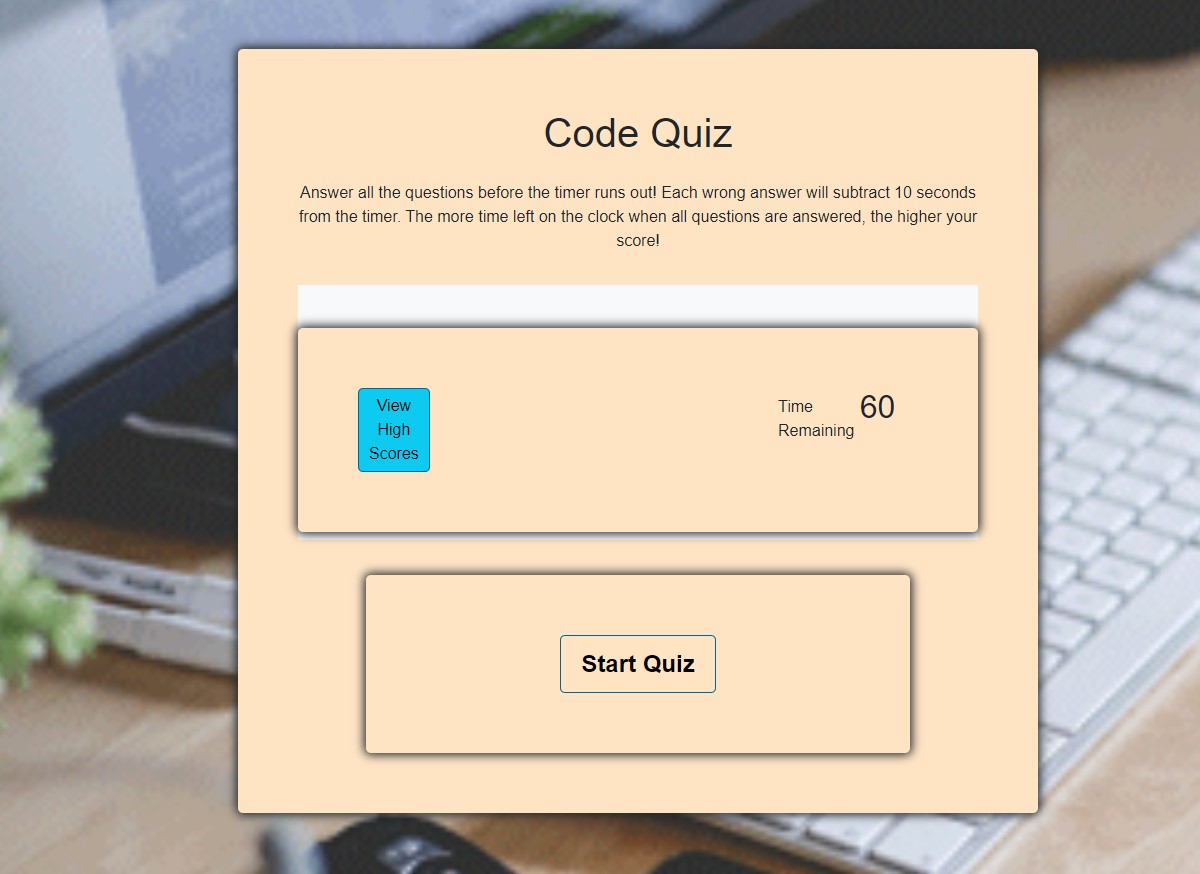 Code Quiz
Answer all the questions before the timer runs out! Each wrong answer will subtract 10 seconds
from the timer. The more time left on the clock when all questions are answered, the higher your
score!
View
High
Scores
Time
Remaining
60
Start Quiz